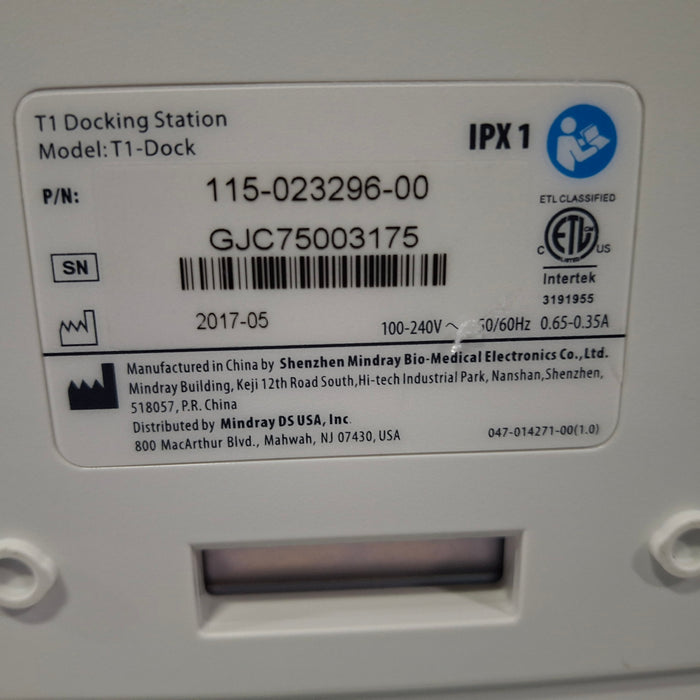 T1 Docking Station
Model: T1-Dock
IPX1
P/N: 115-023296-00
ETL CLASSIFIED
GJC75003175
SN
C ETL US
Intertek
3191955
2017-05
100-240V~ 50/60Hz 0.65-0.35A
Manufactured in China by Shenzhen Mindray Bio-Medical Electronics Co., Ltd.
Mindray Building, Keji 12th Road South, Hi-tech Industrial Park, Nanshan, Shenzhen,
518057, P.R. China
Distributed by Mindray DS USA, Inc.
800 MacArthur Blvd., Mahwah, NJ 07430, USA
047-014271-00(1.0)